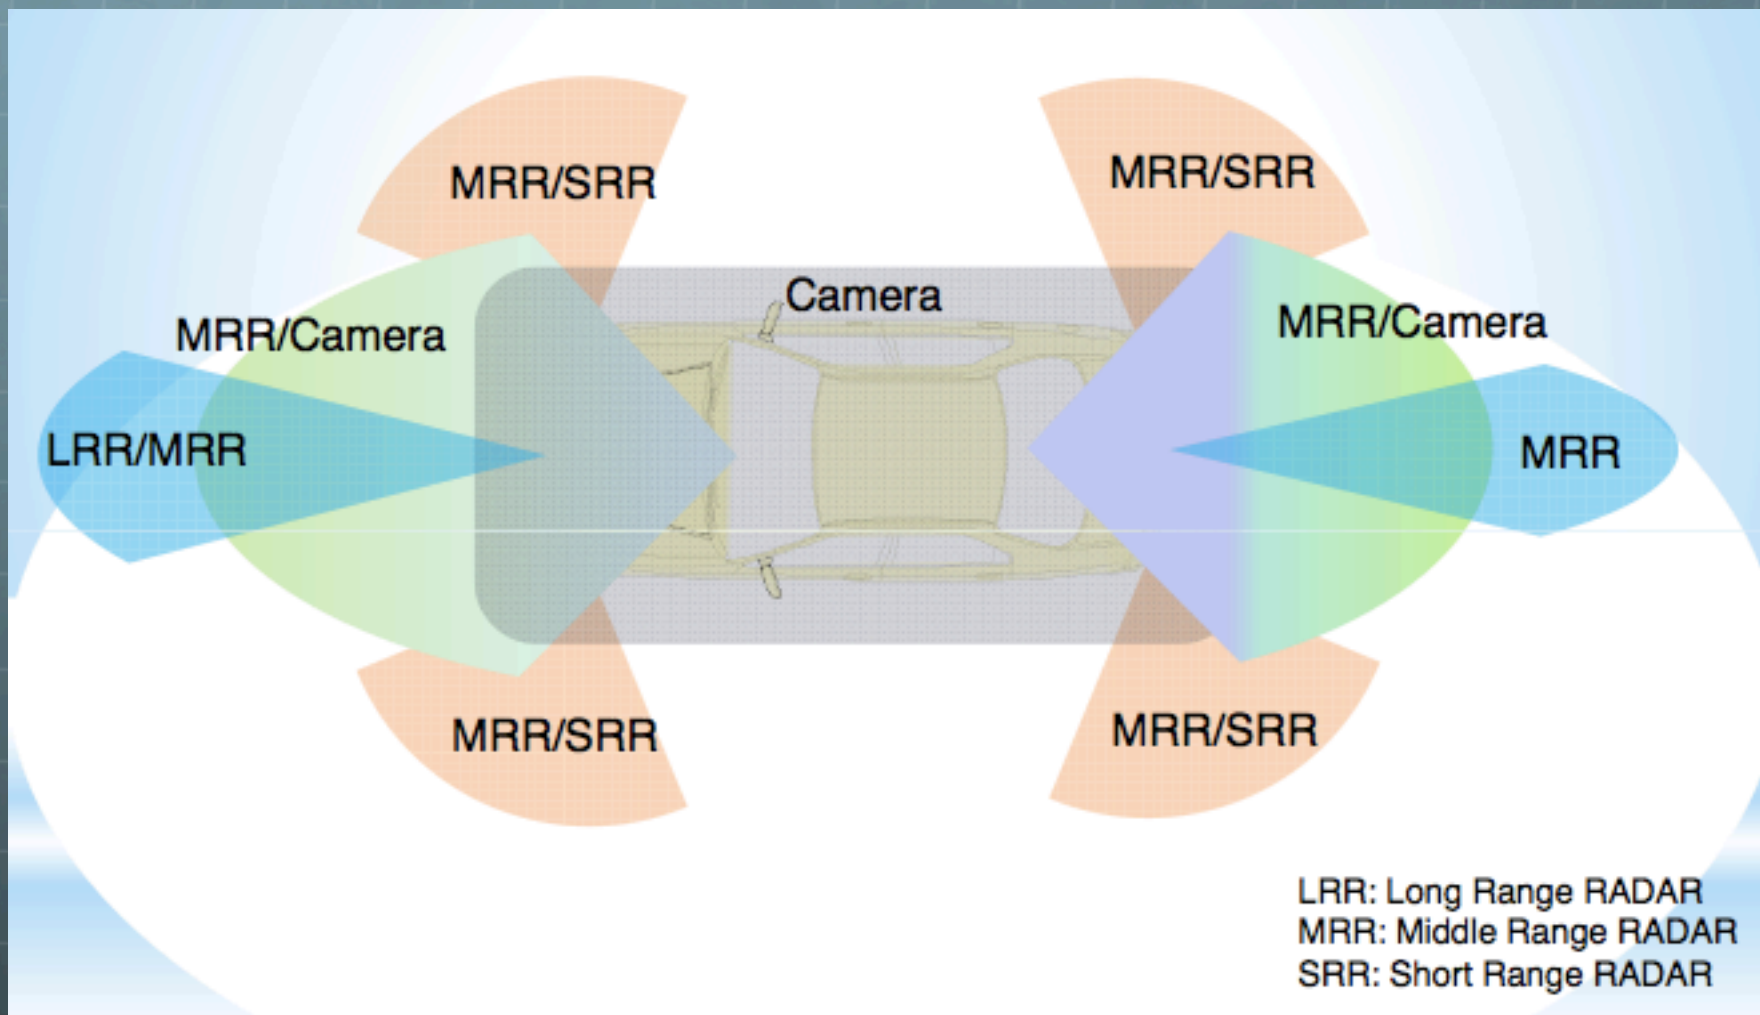 MRR/SRR
MRR/SRR
Camera
MRR/Camera
MRR/Camera
LRR/MRR
MRR
MRR/SRR
MRR/SRR
LRR: Long Range RADAR
MRR: Middle Range RADAR
SRR: Short Range RADAR